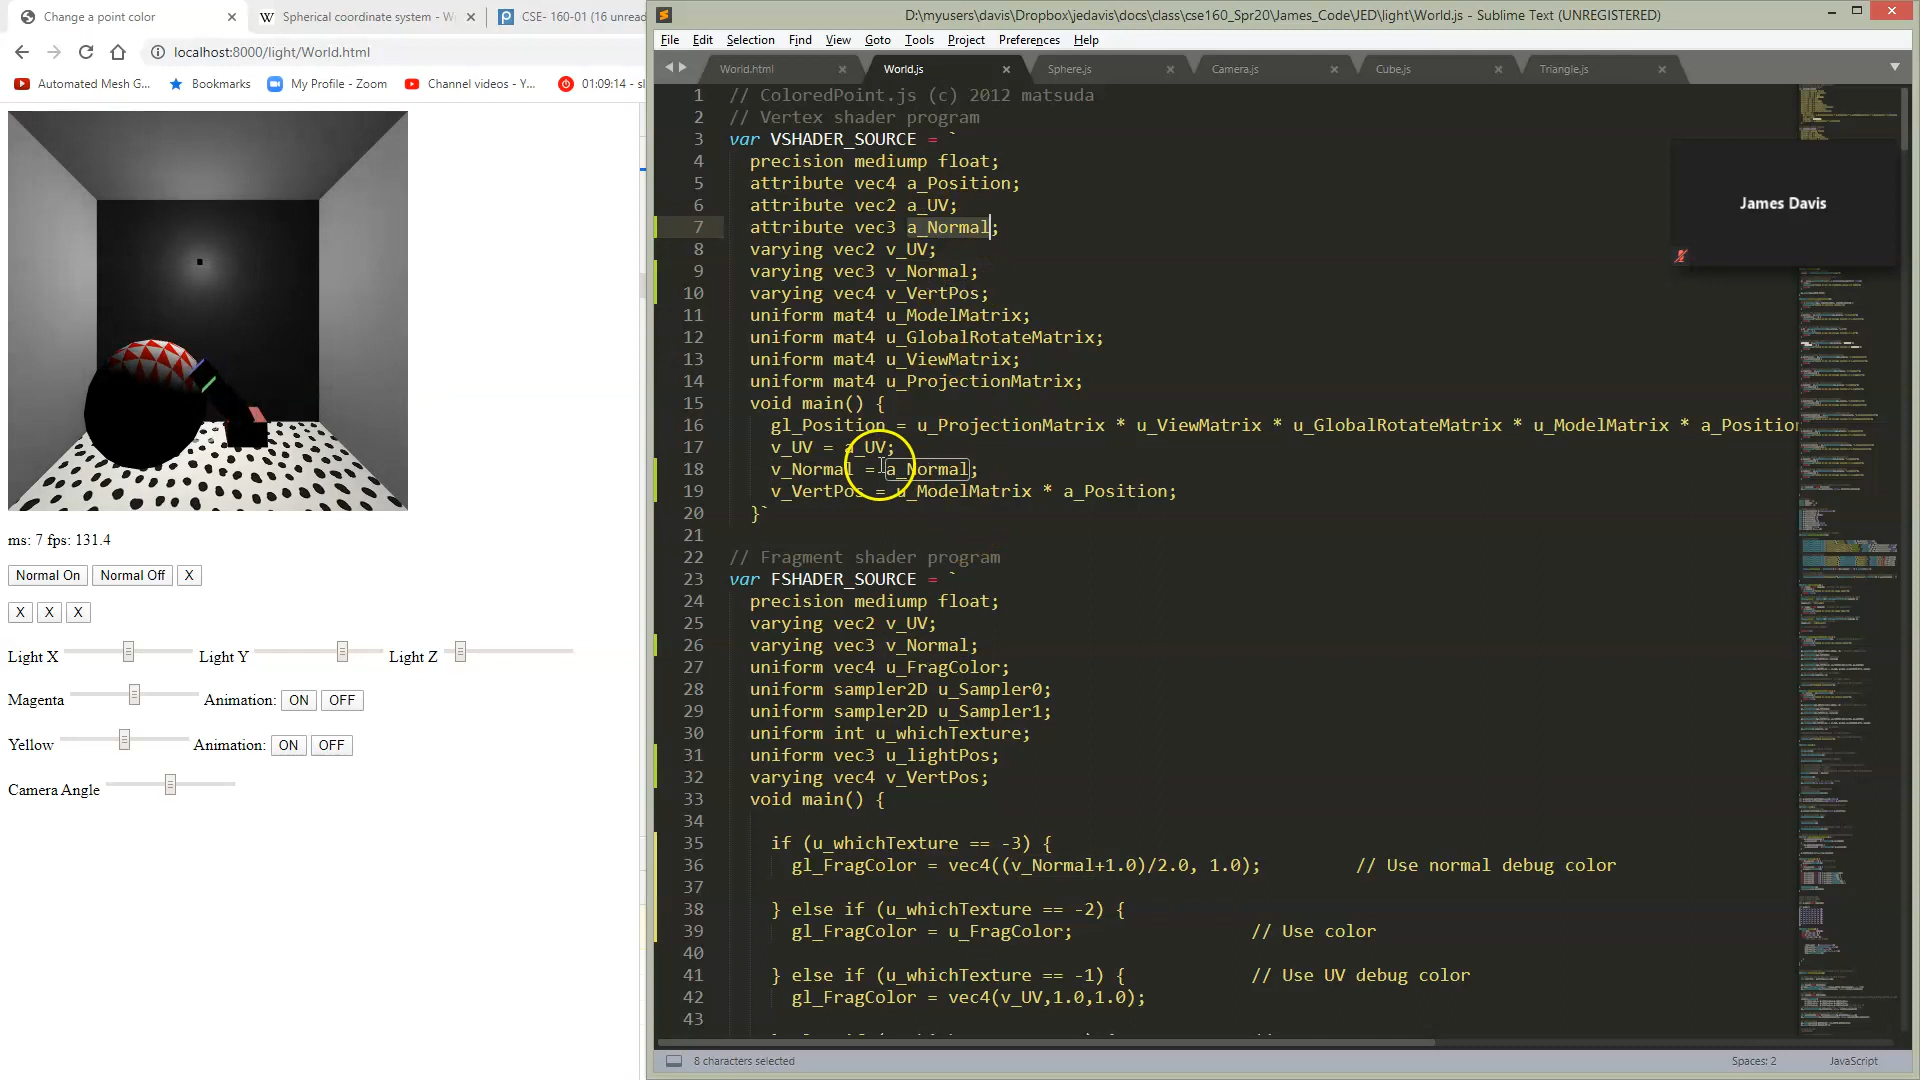 Change a point color
Spherical coordinate system - W
CSE- 160-01 (16 unread
localhost:8000/light/World.html
Automated Mesh G...
Bookmarks
My Profile - Zoom
Channel videos - Y...
01:09:14 - sl
ms: 7 fps: 131.4
Normal On Normal Off X
X X X
Light X Light Y Light Z
Magenta Animation: ON OFF
Yellow Animation: ON OFF
Camera Angle
D:\myusers\davis\Dropbox\jedavis\docs\class\cse160_Spr20\James_Code\JED\light\World.js - Sublime Text (UNREGISTERED)
File Edit Selection Find View Goto Tools Project Preferences Help
World.html World.js Sphere.js Camera.js Cube.js Triangle.js
1 // ColoredPoint.js (c) 2012 matsuda
2 // Vertex shader program
3 var VSHADER_SOURCE = `
4 precision mediump float;
5 attribute vec4 a_Position;
6 attribute vec2 a_UV;
7 attribute vec3 a_Normal;
8 varying vec2 v_UV;
9 varying vec3 v_Normal;
10 varying vec4 v_VertPos;
11 uniform mat4 u_ModelMatrix;
12 uniform mat4 u_GlobalRotateMatrix;
13 uniform mat4 u_ViewMatrix;
14 uniform mat4 u_ProjectionMatrix;
15 void main() {
16 gl_Position = u_ProjectionMatrix * u_ViewMatrix * u_GlobalRotateMatrix * u_ModelMatrix * a_Position
17 v_UV = a_UV;
18 v_Normal = a_Normal;
19 v_VertPos = u_ModelMatrix * a_Position;
20 }`
21
22 // Fragment shader program
23 var FSHADER_SOURCE = `
24 precision mediump float;
25 varying vec2 v_UV;
26 varying vec3 v_Normal;
27 uniform vec4 u_FragColor;
28 uniform sampler2D u_Sampler0;
29 uniform sampler2D u_Sampler1;
30 uniform int u_whichTexture;
31 uniform vec3 u_lightPos;
32 varying vec4 v_VertPos;
33 void main() {
34
35 if (u_whichTexture == -3) {
36 gl_FragColor = vec4((v_Normal+1.0)/2.0, 1.0); // Use normal debug color
37
38 } else if (u_whichTexture == -2) {
39 gl_FragColor = u_FragColor; // Use color
40
41 } else if (u_whichTexture == -1) { // Use UV debug color
42 gl_FragColor = vec4(v_UV,1.0,1.0);
43
James Davis
8 characters selected
Spaces: 2
JavaScript